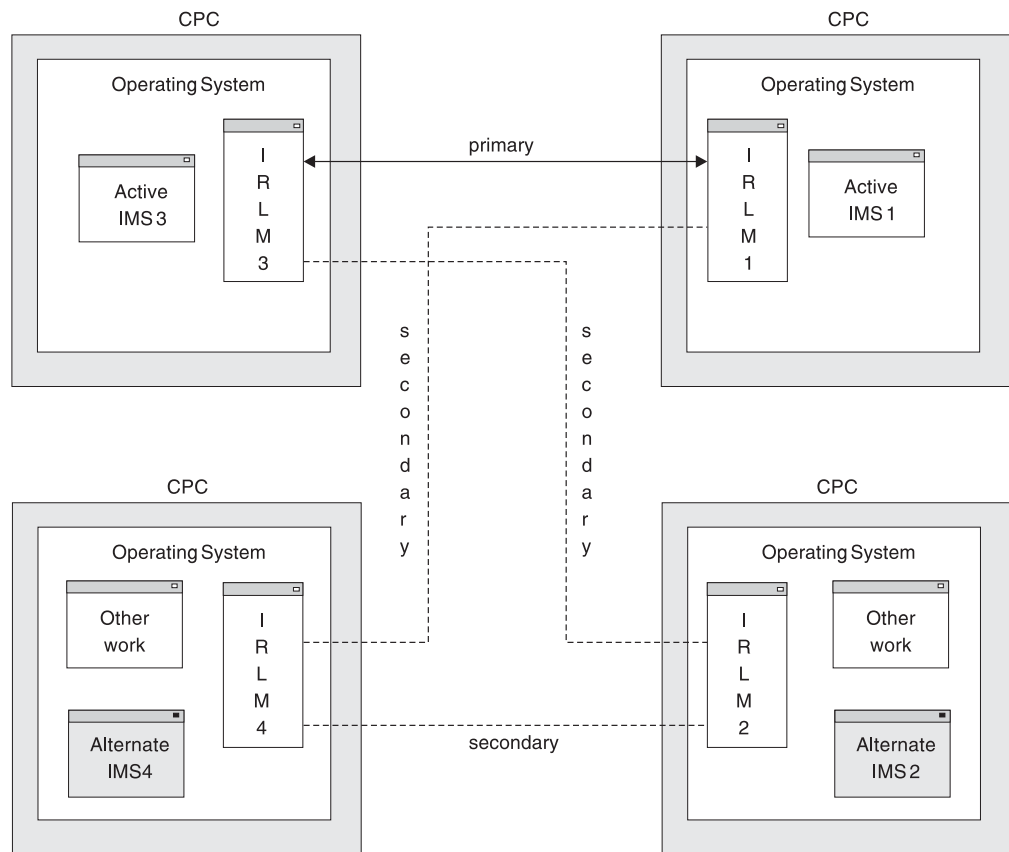 CPC
CPC
Operating System
Operating System
primary
I
R
L
M
3
I
R
L
M
1
Active
IMS 3
Active
IMS 1
s
e
c
o
n
d
a
r
y
s
e
c
o
n
d
a
r
y
CPC
CPC
Operating System
Operating System
Other
work
I
R
L
M
4
I
R
L
M
2
Other
work
Alternate
IMS4
secondary
Alternate
IMS 2